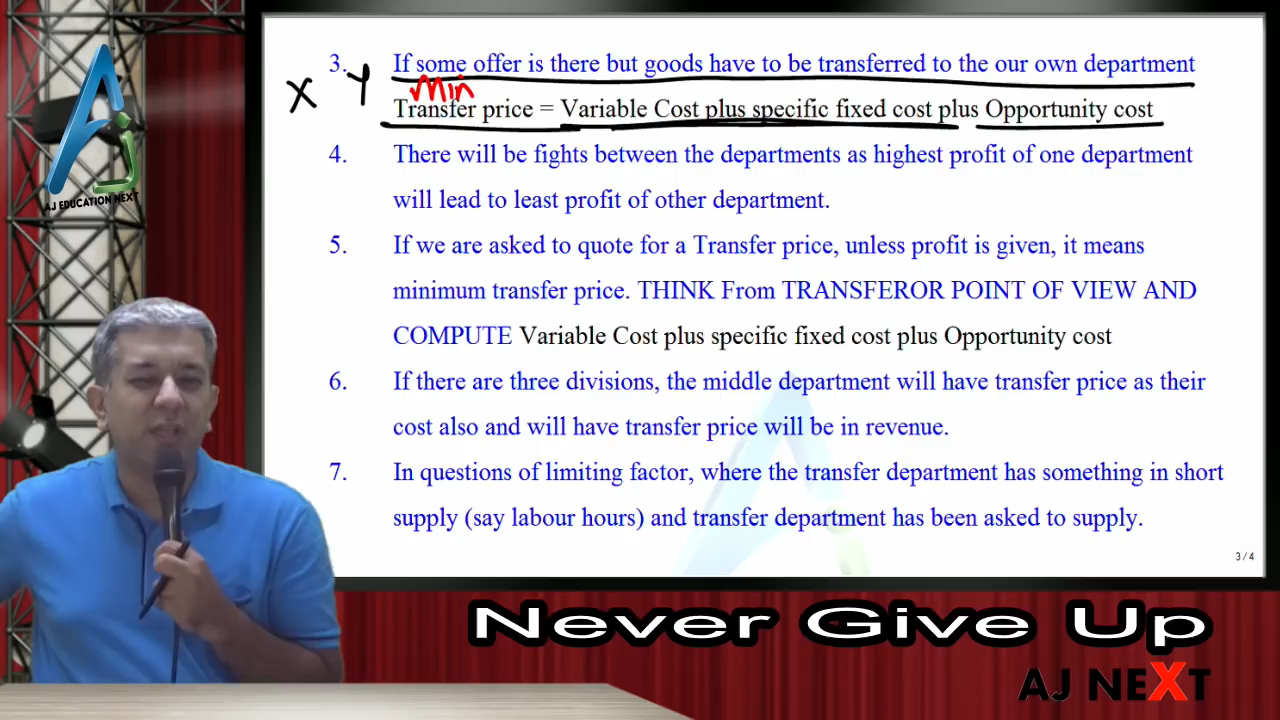 X Y
3. If some offer is there but goods have to be transferred to the our own department
Min
Transfer price = Variable Cost plus specific fixed cost plus Opportunity cost
4. There will be fights between the departments as highest profit of one department
will lead to least profit of other department.
5. If we are asked to quote for a Transfer price, unless profit is given, it means
minimum transfer price. THINK From TRANSFEROR POINT OF VIEW AND
COMPUTE Variable Cost plus specific fixed cost plus Opportunity cost
6. If there are three divisions, the middle department will have transfer price as their
cost also and will have transfer price will be in revenue.
7. In questions of limiting factor, where the transfer department has something in short
supply (say labour hours) and transfer department has been asked to supply.
3 / 4
AJ EDUCATION NEXT
Never Give Up
AJ NEXT